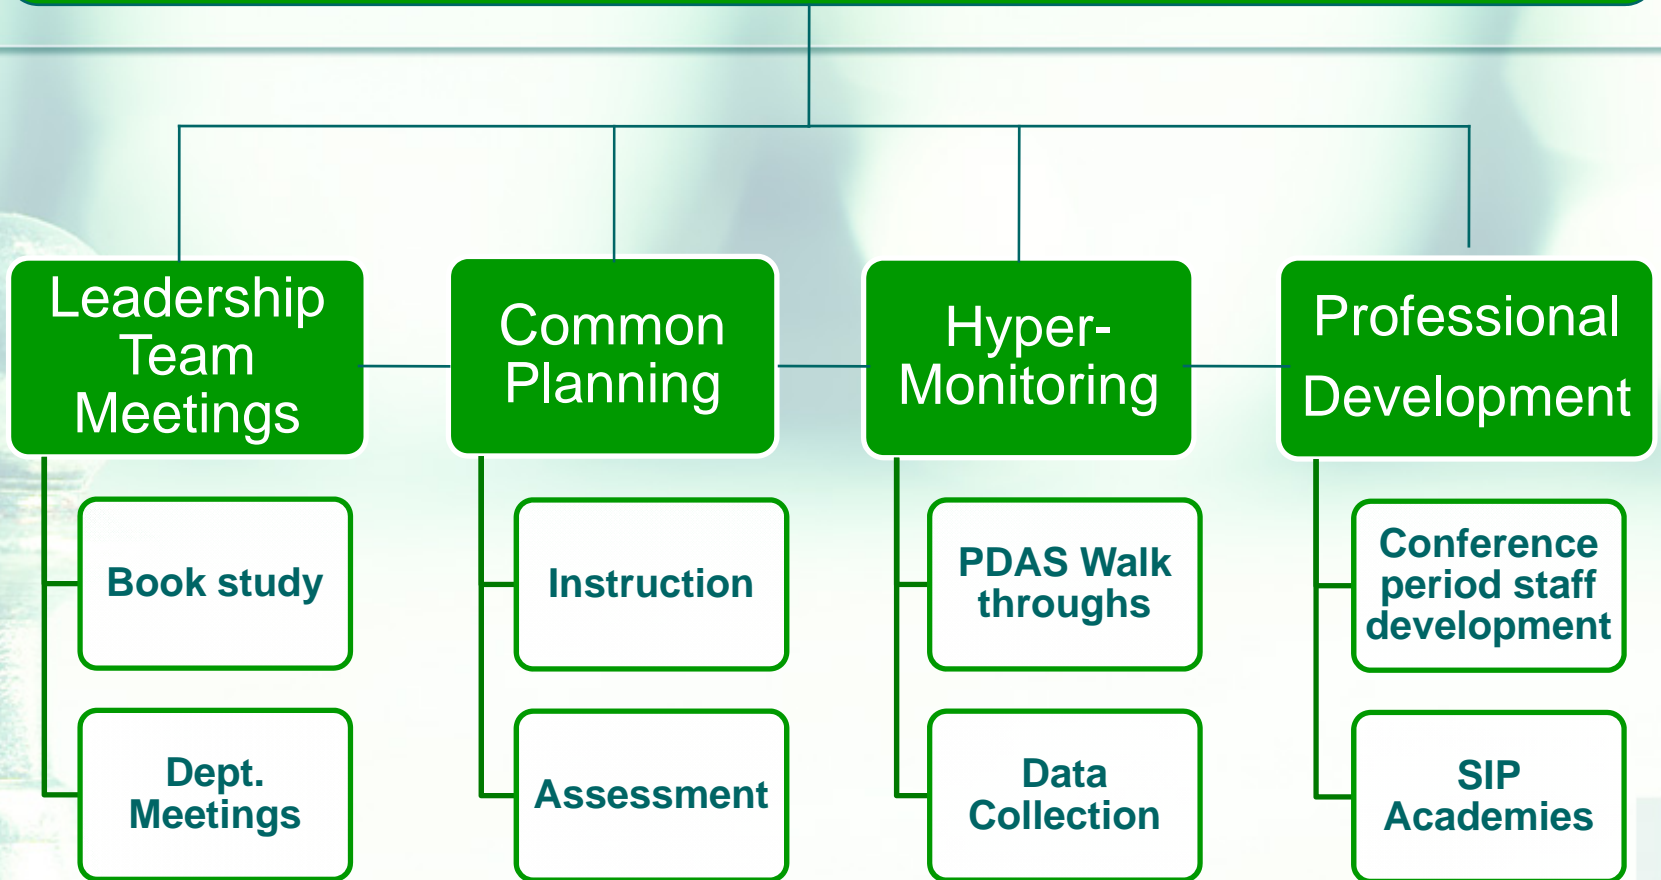 Leadership
Team
Meetings
Common
Planning
Hyper-
Monitoring
Professional
Development
Book study
Instruction
PDAS Walk
throughs
Conference
period staff
development
Dept.
Meetings
Assessment
Data
Collection
SIP
Academies